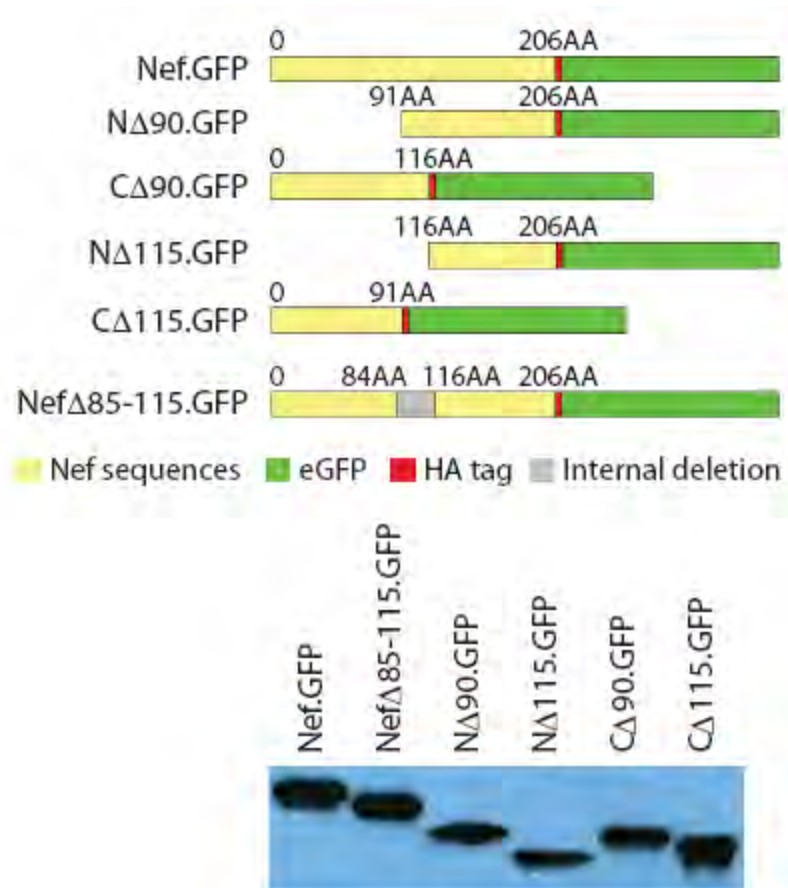 0 206AA
Nef.GFP
91AA 206AA
NΔ90.GFP
0 116AA
CΔ90.GFP
116AA 206AA
NΔ115.GFP
0 91AA
CΔ115.GFP
0 84AA 116AA 206AA
NefΔ85-115.GFP
Nef sequences eGFP HA tag Internal deletion
Nef.GFP
NefΔ85-115.GFP
NΔ90.GFP
NΔ115.GFP
CΔ90.GFP
CΔ115.GFP